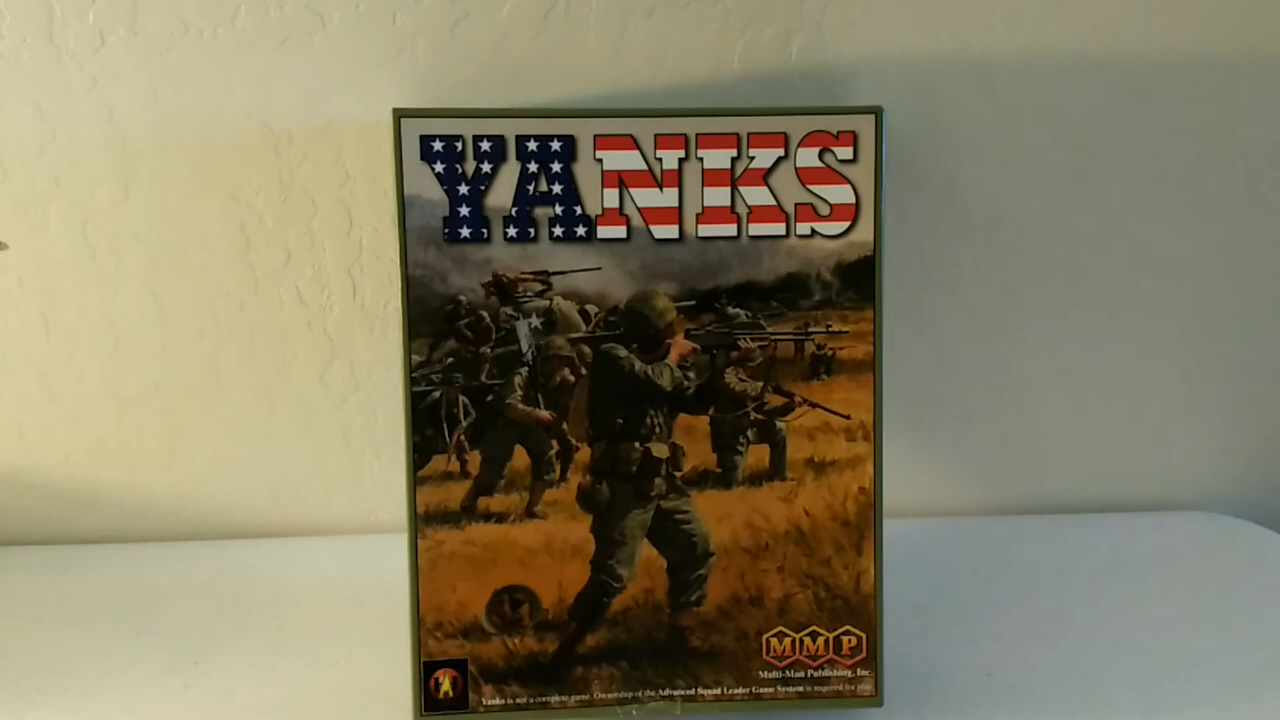 YANKS
MMP
Multi-Man Publishing, Inc.
Yanks is not a complete game. Ownership of the Advanced Squad Leader Game System is required for play.